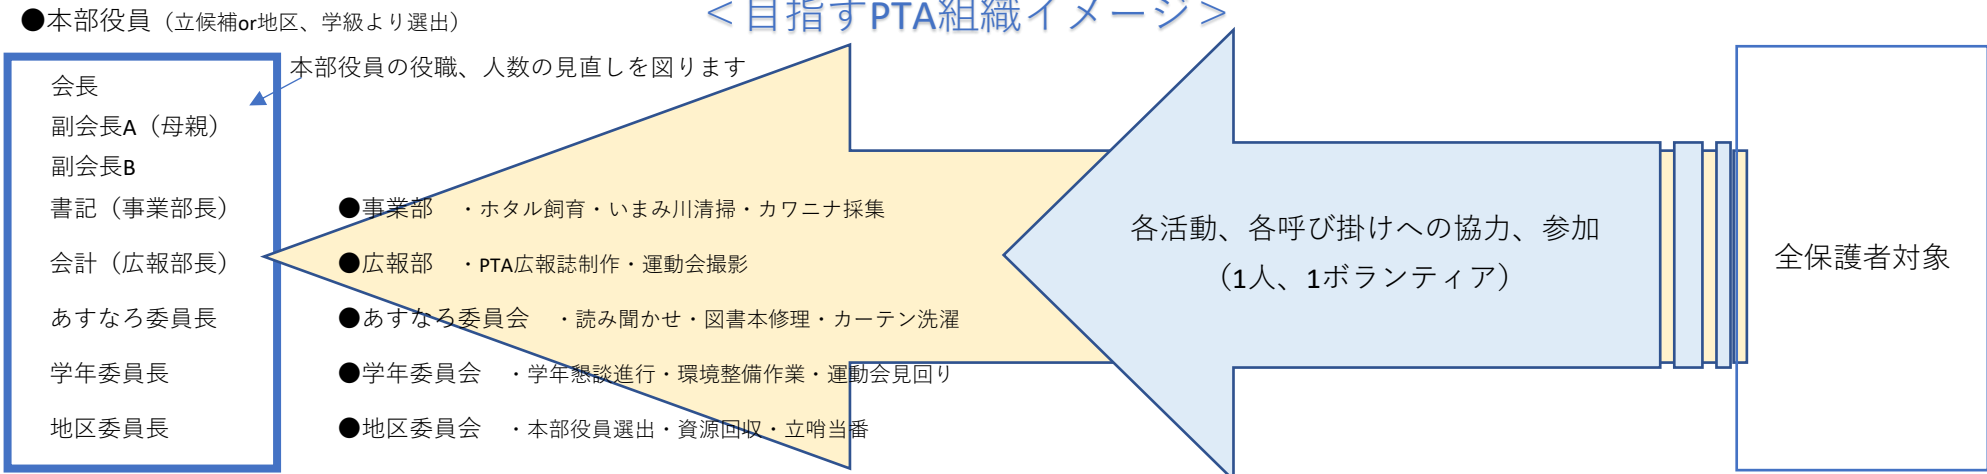 ＜目指すPTA組織イメージ＞
●本部役員（立候補or地区、学級より選出）
本部役員の役職、人数の見直しを図ります
会長
副会長A（母親）
副会長B
書記（事業部長）
会計（広報部長）
あすなろ委員長
学年委員長
地区委員長
●事業部　・ホタル飼育・いまみ川清掃・カワニナ採集
●広報部　・PTA広報誌制作・運動会撮影
●あすなろ委員会　・読み聞かせ・図書本修理・カーテン洗濯
●学年委員会　・学年懇談進行・環境整備作業・運動会見回り
●地区委員会　・本部役員選出・資源回収・立哨当番
各活動、各呼び掛けへの協力、参加
（1人、1ボランティア）
全保護者対象